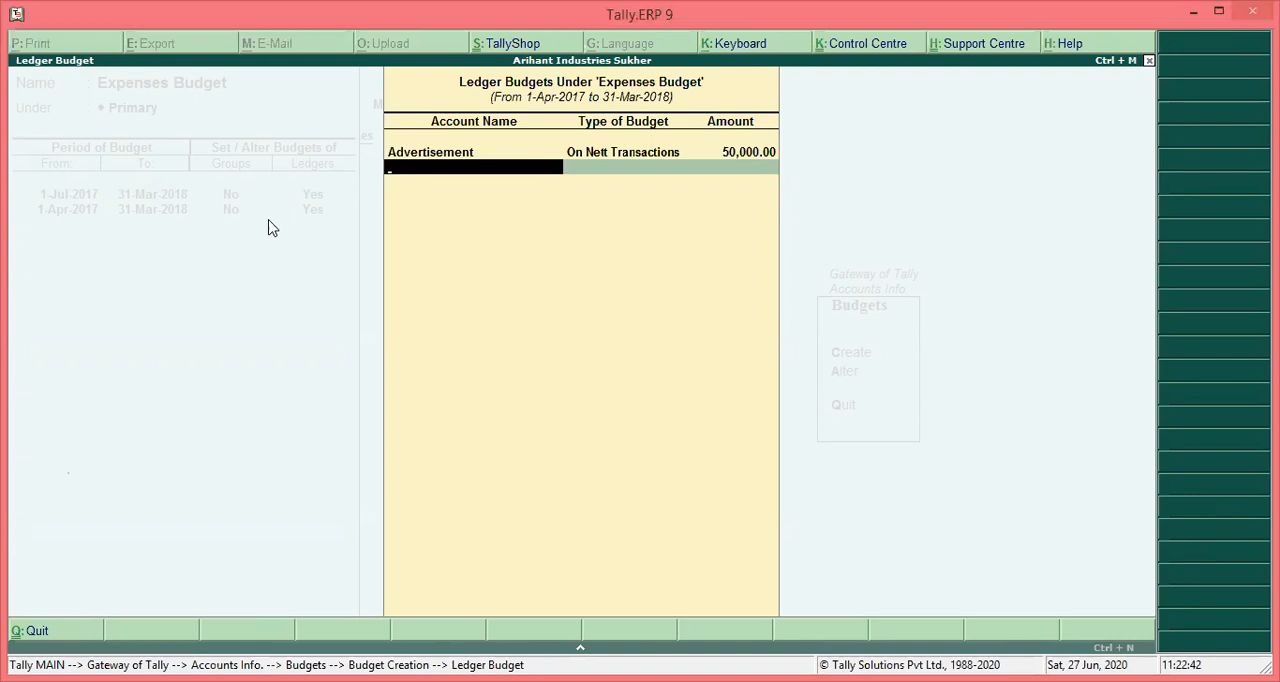 Tally.ERP 9
P: Print E: Export M: E-Mail O: Upload S: TallyShop G: Language K: Keyboard K: Control Centre H: Support Centre H: Help
Ledger Budget Arihant Industries Sukher Ctrl + M
Name : Expenses Budget
Under : ♦ Primary
Period of Budget Set / Alter Budgets of
From: To: Groups Ledgers
1-Jul-2017 31-Mar-2018 No Yes
1-Apr-2017 31-Mar-2018 No Yes
M
es
Ledger Budgets Under 'Expenses Budget'
(From 1-Apr-2017 to 31-Mar-2018)
Account Name Type of Budget Amount
Advertisement On Nett Transactions 50,000.00
Gateway of Tally
Accounts Info
Budgets
Create
Alter
Quit
Q: Quit
Ctrl + N
Tally MAIN --> Gateway of Tally --> Accounts Info. --> Budgets --> Budget Creation --> Ledger Budget © Tally Solutions Pvt Ltd., 1988-2020 Sat, 27 Jun, 2020 11:22:42